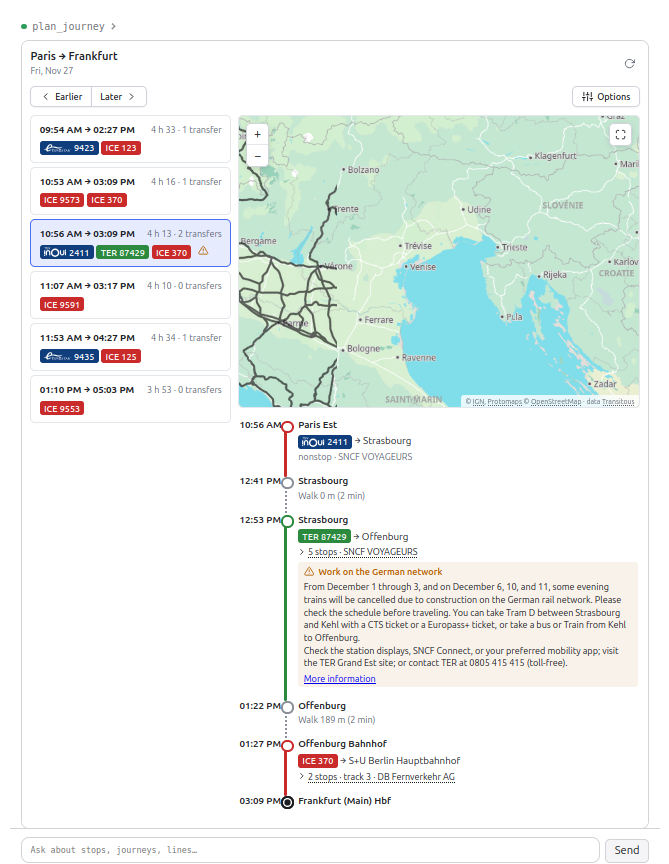 plan_journey
Paris → Frankfurt
Fri, Nov 27
Earlier
Later
Options
09:54 AM → 02:27 PM 4 h 33 · 1 transfer
9423 ICE 123
10:53 AM → 03:09 PM 4 h 16 · 1 transfer
ICE 9573 ICE 370
10:56 AM → 03:09 PM 4 h 13 · 2 transfers
inOui 2411 TER 87429 ICE 370
11:07 AM → 03:17 PM 4 h 10 · 0 transfers
ICE 9591
11:53 AM → 04:27 PM 4 h 34 · 1 transfer
9435 ICE 125
01:10 PM → 05:03 PM 3 h 53 · 0 transfers
ICE 9553
+
−
Graz
Klagenfurt
Mari
Bolzano
SLOVÉNIE
Trente
Udine
Bergame
Trévise
Trieste
Vérone
Venise
Karlov
Rijeka
CROATIE
Parme
Ferrare
Pula
Bologne
Ravenne
Zadar
SAINT-MARIN
© IGN, Protomaps © OpenStreetMap · data Transitous
10:56 AM Paris Est
inOui 2411 → Strasbourg
nonstop · SNCF VOYAGEURS
12:41 PM Strasbourg
Walk 0 m (2 min)
12:53 PM Strasbourg
TER 87429 → Offenburg
5 stops · SNCF VOYAGEURS
Work on the German network
From December 1 through 3, and on December 6, 10, and 11, some evening
trains will be cancelled due to construction on the German rail network. Please
check the schedule before traveling. You can take Tram D between Strasbourg
and Kehl with a CTS ticket or a Europass+ ticket, or take a bus or Train from Kehl
to Offenburg.
Check the station displays, SNCF Connect, or your preferred mobility app; visit
the TER Grand Est site; or contact TER at 0805 415 415 (toll-free).
More information
01:22 PM Offenburg
Walk 189 m (2 min)
01:27 PM Offenburg Bahnhof
ICE 370 → S+U Berlin Hauptbahnhof
2 stops · track 3 · DB Fernverkehr AG
03:09 PM Frankfurt (Main) Hbf
Ask about stops, journeys, lines…
Send